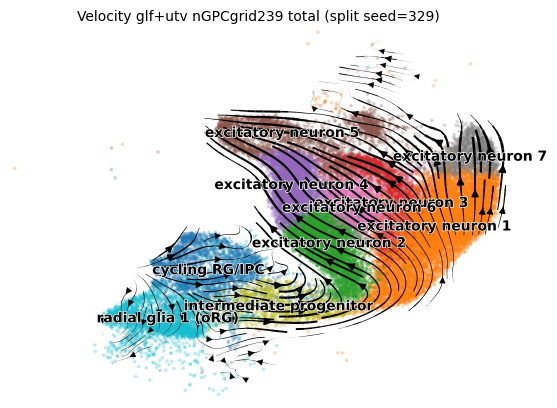 Velocity glf+utv nGPCgrid239 total (split seed=329)
excitatory neuron 5
excitatory neuron 7
excitatory neuron 4
excitatory neuron 3
excitatory neuron 6
excitatory neuron 1
excitatory neuron 2
cycling RG/IPC
intermediate progenitor
radial glia 1 (oRG)